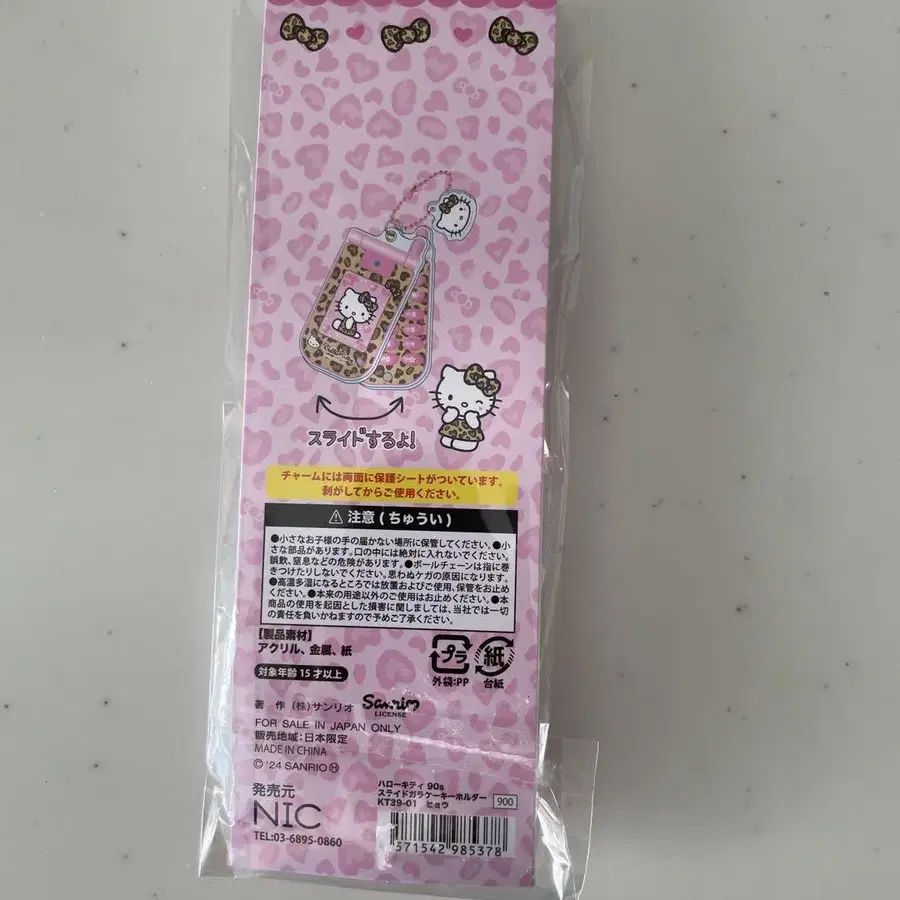 スライドするよ!
チャームには両面に保護シートがついています。
剥がしてからご使用ください。
⚠ 注意 (ちゅうい)
●小さなお子様の手の届かない場所に保管してください。●小
さな部品があります。口の中には絶対に入れないでください。
誤飲、窒息などの危険があります。●ボールチェーンは指に巻
きつけたりしないでください。思わぬケガの原因になります。
●高温多湿になるところでは放置およびご使用、保管をお止め
ください。●本来の用途以外のご使用はお止めください。●本
商品の使用を起因とした損害に関しましては、当社では一切
の責任を負いかねますので予めご了承ください。
【製品素材】
アクリル、金属、紙
プラ 紙
外袋:PP 台紙
対象年齢 15 才以上
著 作 (株)サンリオ Sanrio
LICENSE
FOR SALE IN JAPAN ONLY
販売地域:日本限定
MADE IN CHINA
© '24 SANRIO Ⓗ
発売元
NIC
TEL:03-6895-0860
ハローキティ 90s
スライドガラケーキーホルダー
KT39-01 ヒョウ
900
571542 985378